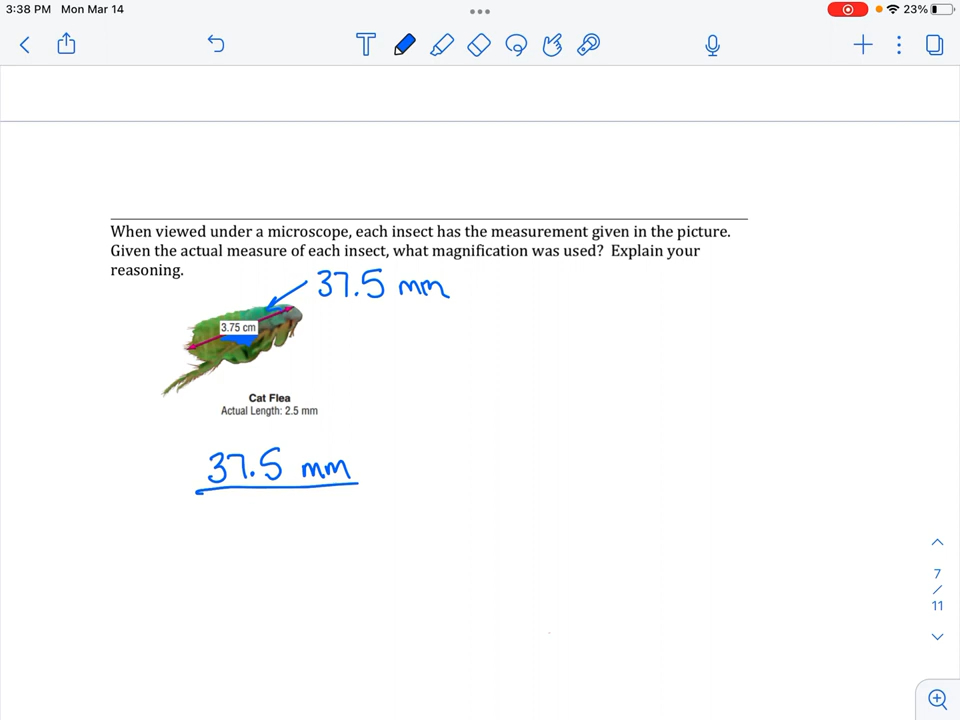 3:38 PM Mon Mar 14
23%
T
When viewed under a microscope, each insect has the measurement given in the picture.
Given the actual measure of each insect, what magnification was used? Explain your
reasoning.
37.5 mm
3.75 cm
Cat Flea
Actual Length: 2.5 mm
37.5 mm
7
/
11